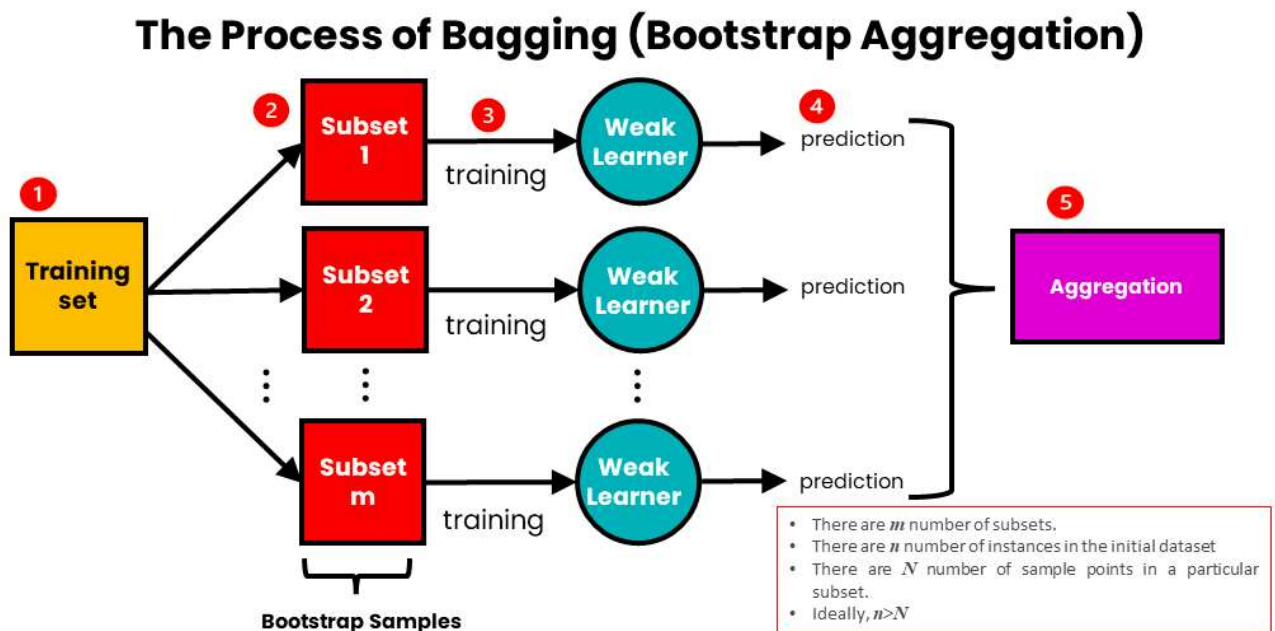 The Process of Bagging (Bootstrap Aggregation)
1
Training
set
2
Subset
1
3
training
Weak
Learner
4
prediction
Subset
2
training
Weak
Learner
prediction
Subset
m
training
Weak
Learner
prediction
5
Aggregation
Bootstrap Samples
• There are m number of subsets.
• There are n number of instances in the initial dataset
• There are N number of sample points in a particular
subset.
• Ideally, n>N